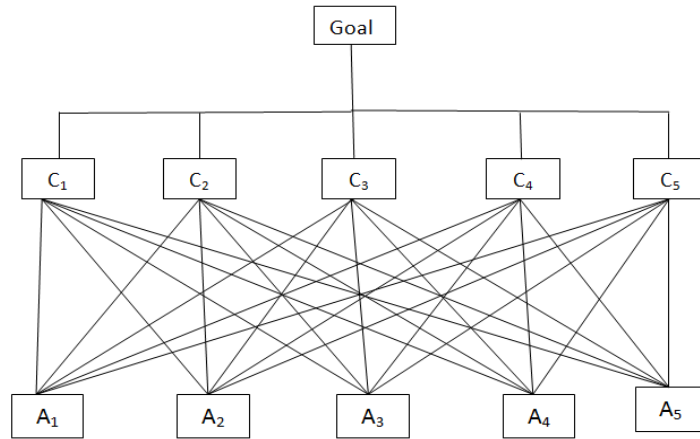 Goal
C₁ C₂ C₃ C₄ C₅
A₁ A₂ A₃ A₄ A₅